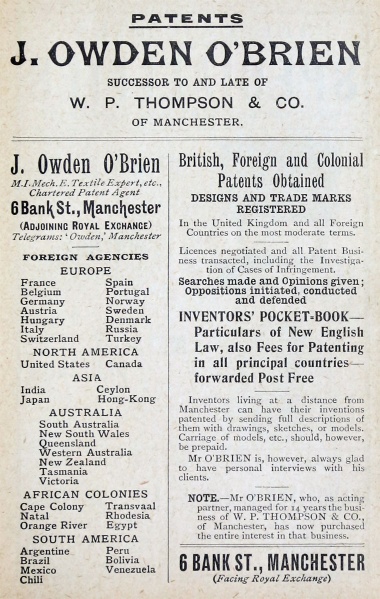 PATENTS
J. OWDEN O'BRIEN
SUCCESSOR TO AND LATE OF
W. P. THOMPSON & CO.
OF MANCHESTER.
J. Owden O'Brien
M.I.Mech.E. Textile Expert, etc.,
Chartered Patent Agent
6 Bank St., Manchester
(ADJOINING ROYAL EXCHANGE)
Telegrams: 'Owden,' Manchester
FOREIGN AGENCIES
EUROPE
France Spain
Belgium Portugal
Germany Norway
Austria Sweden
Hungary Denmark
Italy Russia
Switzerland Turkey
NORTH AMERICA
United States Canada
ASIA
India Ceylon
Japan Hong-Kong
AUSTRALIA
South Australia
New South Wales
Queensland
Western Australia
New Zealand
Tasmania
Victoria
AFRICAN COLONIES
Cape Colony Transvaal
Natal Rhodesia
Orange River Egypt
SOUTH AMERICA
Argentine Peru
Brazil Bolivia
Mexico Venezuela
Chili
British, Foreign and Colonial
Patents Obtained
DESIGNS AND TRADE MARKS
REGISTERED
In the United Kingdom and all Foreign
Countries on the most moderate terms.
Licences negotiated and all Patent Busi-
ness transacted, including the Investiga-
tion of Cases of Infringement.
Searches made and Opinions given;
Oppositions initiated, conducted
and defended
INVENTORS' POCKET-BOOK—
Particulars of New English
Law, also Fees for Patenting
in all principal countries—
forwarded Post Free
Inventors living at a distance from
Manchester can have their inventions
patented by sending full descriptions of
them with drawings, sketches, or models.
Carriage of models, etc., should, however,
be prepaid.
Mr O'BRIEN is, however, always glad
to have personal interviews with his
clients.
NOTE.—Mr O'BRIEN, who, as acting
partner, managed for 14 years the busi-
ness of W. P. THOMPSON & CO.,
of Manchester, has now purchased
the entire interest in that business.
6 BANK ST., MANCHESTER
(Facing Royal Exchange)